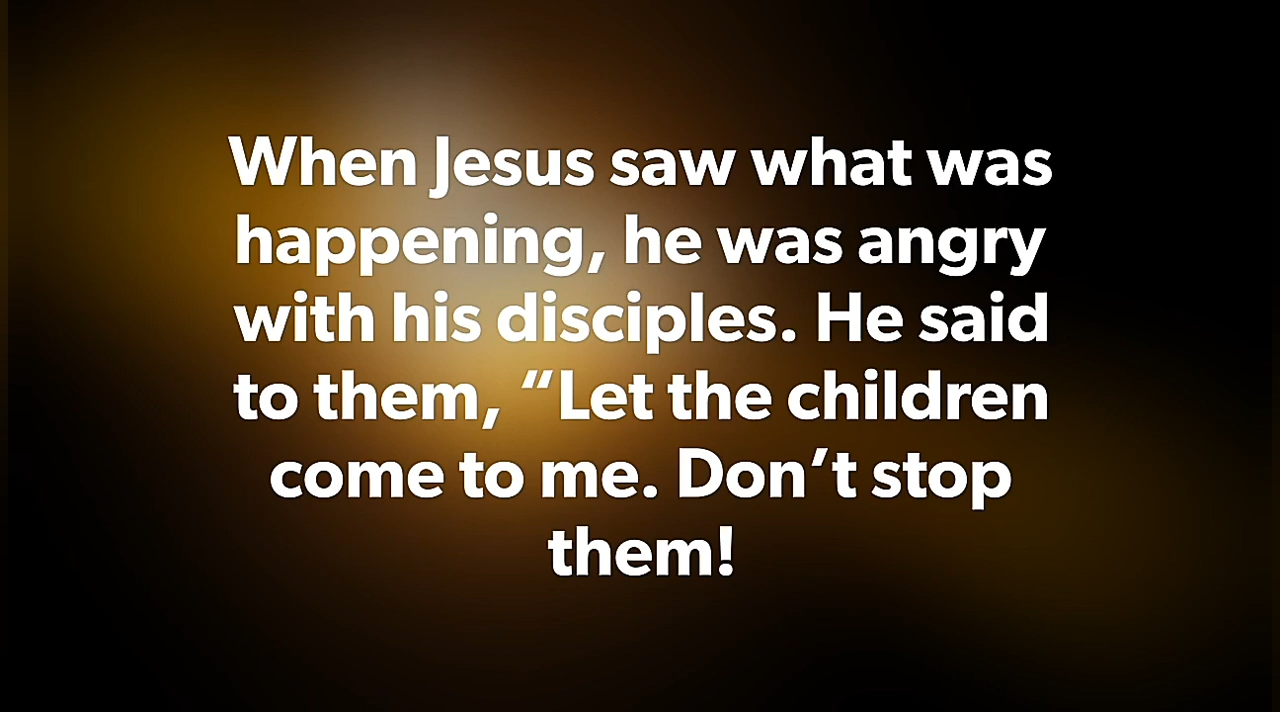 When Jesus saw what was
happening, he was angry
with his disciples. He said
to them, “Let the children
come to me. Don’t stop
them!